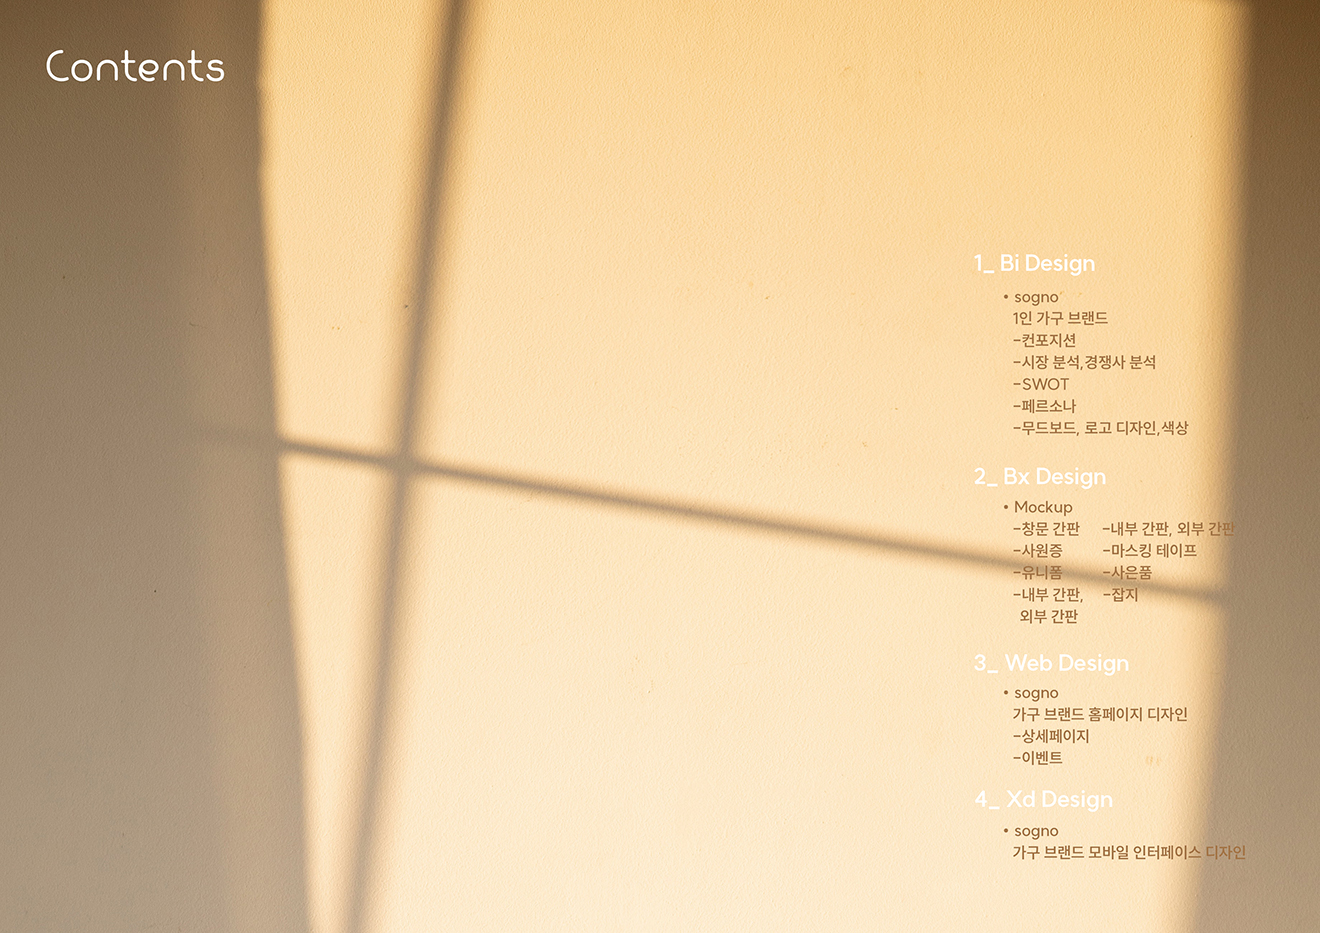 Contents
1_ Bi Design
• sogno
1인 가구 브랜드
-컨포지션
-시장 분석,경쟁사 분석
-SWOT
-페르소나
-무드보드, 로고 디자인,색상
2_ Bx Design
• Mockup
-창문 간판
-사원증
-유니폼
-내부 간판,
외부 간판
-내부 간판, 외부 간판
-마스킹 테이프
-사은품
-잡지
3_ Web Design
• sogno
가구 브랜드 홈페이지 디자인
-상세페이지
-이벤트
4_ Xd Design
• sogno
가구 브랜드 모바일 인터페이스 디자인